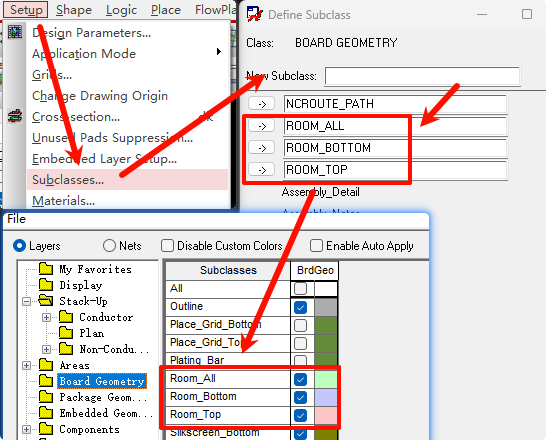 Setup Shape Logic Place FlowPla
Design Parameters...
Application Mode
Grids...
Change Drawing Origin
Cross-section...
Unused Pads Suppression...
Embedded Layer Setup...
Subclasses...
Materials...
Define Subclass
Class: BOARD GEOMETRY
New Subclass:
-> NCROUTE_PATH
-> ROOM_ALL
-> ROOM_BOTTOM
-> ROOM_TOP
Assembly_Detail
File
Layers Nets Disable Custom Colors Enable Auto Apply
My Favorites
Display
Stack-Up
Conductor
Plan
Non-Condu...
Areas
Board Geometry
Package Geom...
Embedded Geom...
Components
Subclasses BrdGeo
All
Outline
Place_Grid_Bottom
Place_Grid_Top
Plating_Bar
Room_All
Room_Bottom
Room_Top
Silkscreen_Bottom